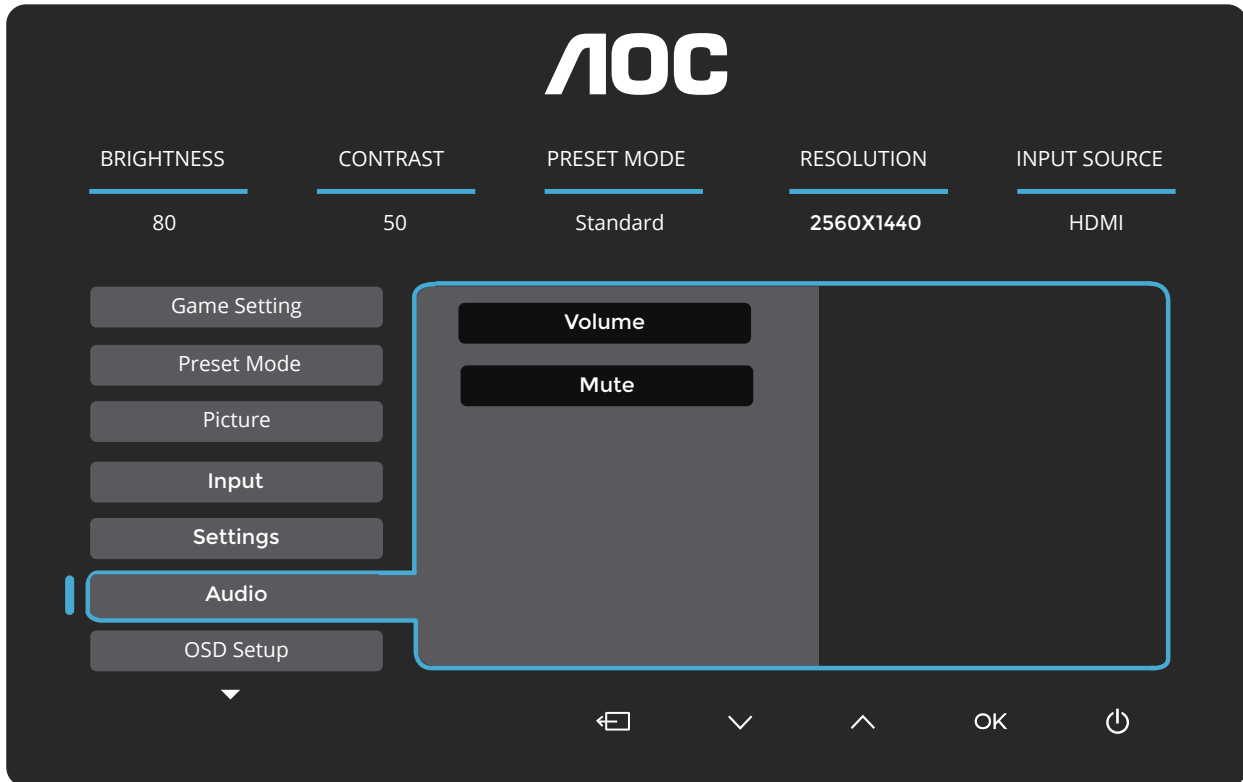 AOC
BRIGHTNESS CONTRAST PRESET MODE RESOLUTION INPUT SOURCE
80 50 Standard 2560X1440 HDMI
Game Setting
Preset Mode
Picture
Input
Settings
Audio
OSD Setup
Volume
Mute
OK